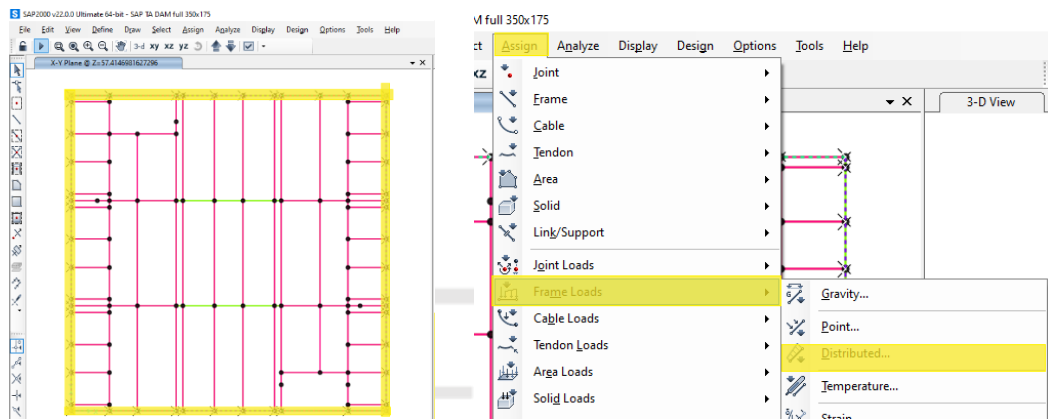 SAP2000 v22.0.0 Ultimate 64-bit - SAP TA DAM full 350x175
File Edit View Define Draw Select Assign Analyze Display Design Options Tools Help
3-d xy xz yz
X-Y Plane @ Z=57.4146981627296
M full 350x175
ct Assign Analyze Display Design Options Tools Help
xz
Joint
Frame
Cable
Tendon
Area
Solid
Link/Support
Joint Loads
Frame Loads
Cable Loads
Tendon Loads
Area Loads
Solid Loads
3-D View
Gravity...
Point...
Distributed...
Temperature...
Strain